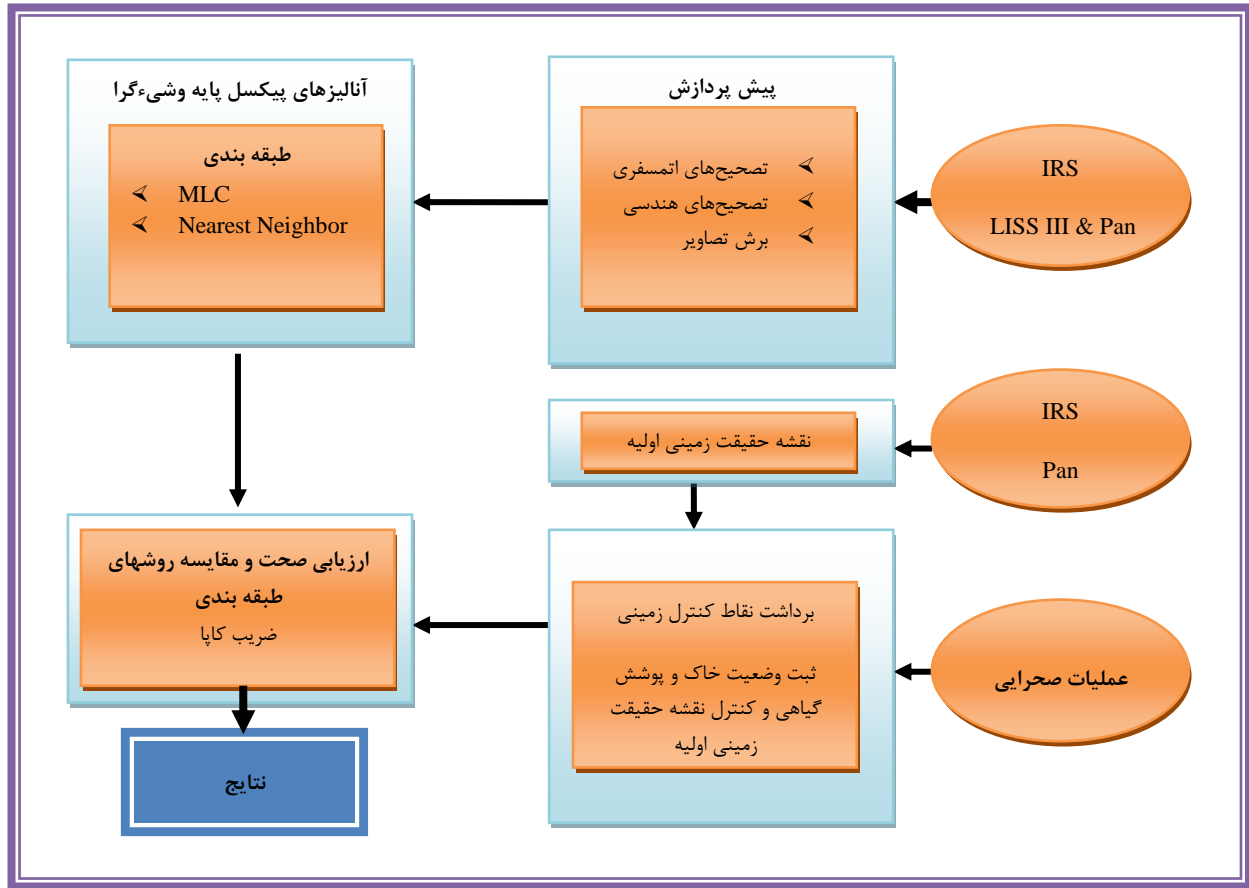 IRS
LISS III & Pan
پیش پردازش
تصحیح‌های اتمسفری
تصحیح‌های هندسی
برش تصاویر
آنالیزهای پیکسل پایه وشیءگرا
طبقه بندی
MLC
Nearest Neighbor
IRS
Pan
نقشه حقیقت زمینی اولیه
عملیات صحرایی
برداشت نقاط کنترل زمینی
ثبت وضعیت خاک و پوشش
گیاهی و کنترل نقشه حقیقت
زمینی اولیه
ارزیابی صحت و مقایسه روشهای
طبقه بندی
ضریب کاپا
نتایج